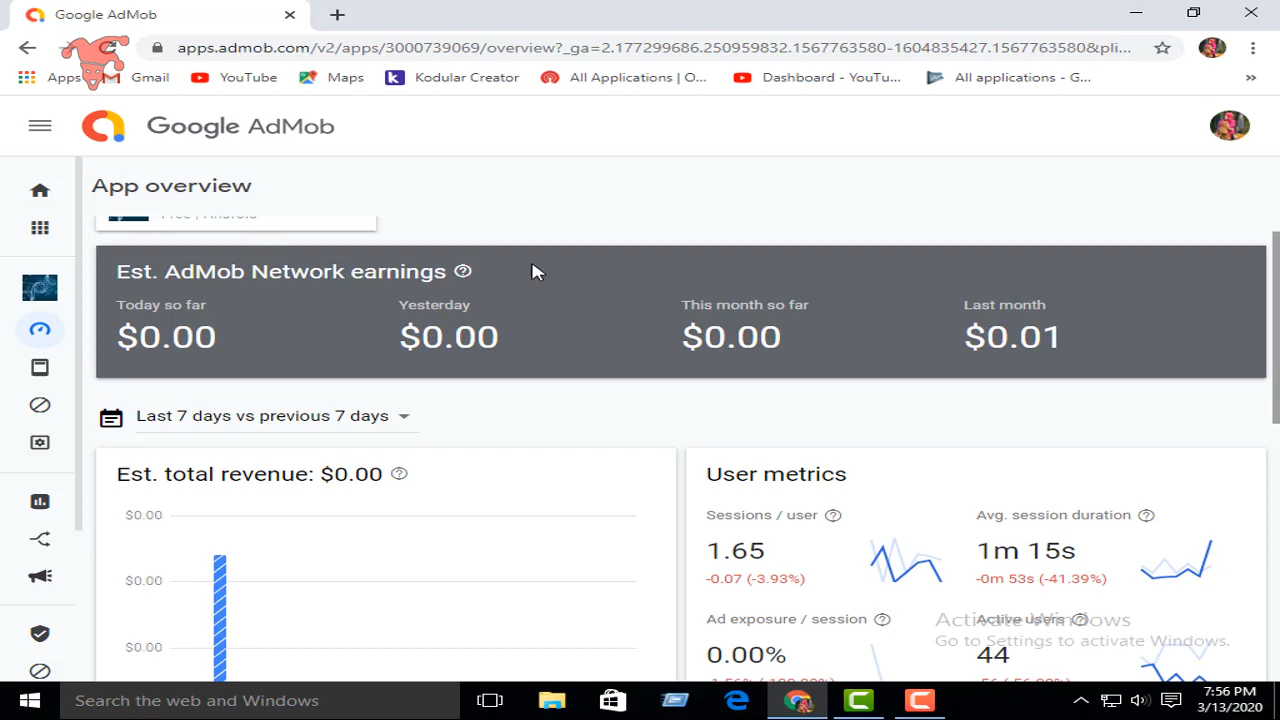 Google AdMob
apps.admob.com/v2/apps/3000739069/overview?_ga=2.177299686.250959832.1567763580-1604835427.1567763580&pli...
Apps Gmail YouTube Maps Kodular Creator All Applications | O... Dashboard - YouTu... All applications - G... »
Google AdMob
App overview
Free | Android
Est. AdMob Network earnings
Today so far Yesterday This month so far Last month
$0.00 $0.00 $0.00 $0.01
Last 7 days vs previous 7 days
Est. total revenue: $0.00
$0.00
$0.00
$0.00
User metrics
Sessions / user Avg. session duration
1.65 1m 15s
-0.07 (-3.93%) -0m 53s (-41.39%)
Ad exposure / session Active users
0.00% 44
Activate Windows
Go to Settings to activate Windows.
Search the web and Windows
7:56 PM
3/13/2020